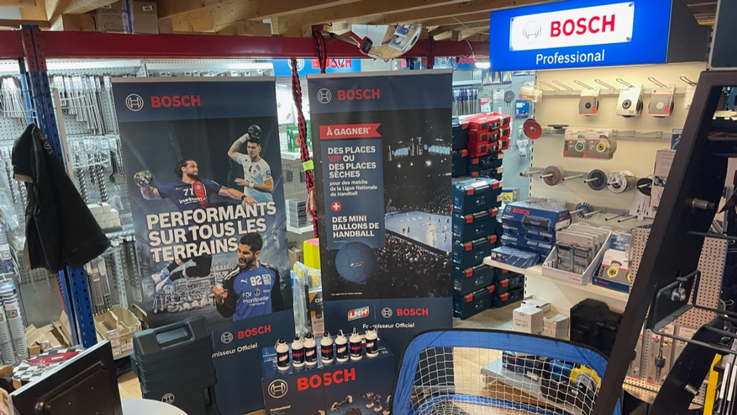 BOSCH
Professional
BOSCH
PERFORMANTS
SUR TOUS LES
TERRAINS
71
82
Montpellier
BOSCH
Fournisseur Officiel
BOSCH
À GAGNER*
DES PLACES
VIP OU
DES PLACES
SÈCHES
pour des matchs
de la Ligue Nationale
de Handball
+
DES MINI
BALLONS DE
HANDBALL
LNH
BOSCH
Fournisseur Officiel
BOSCH